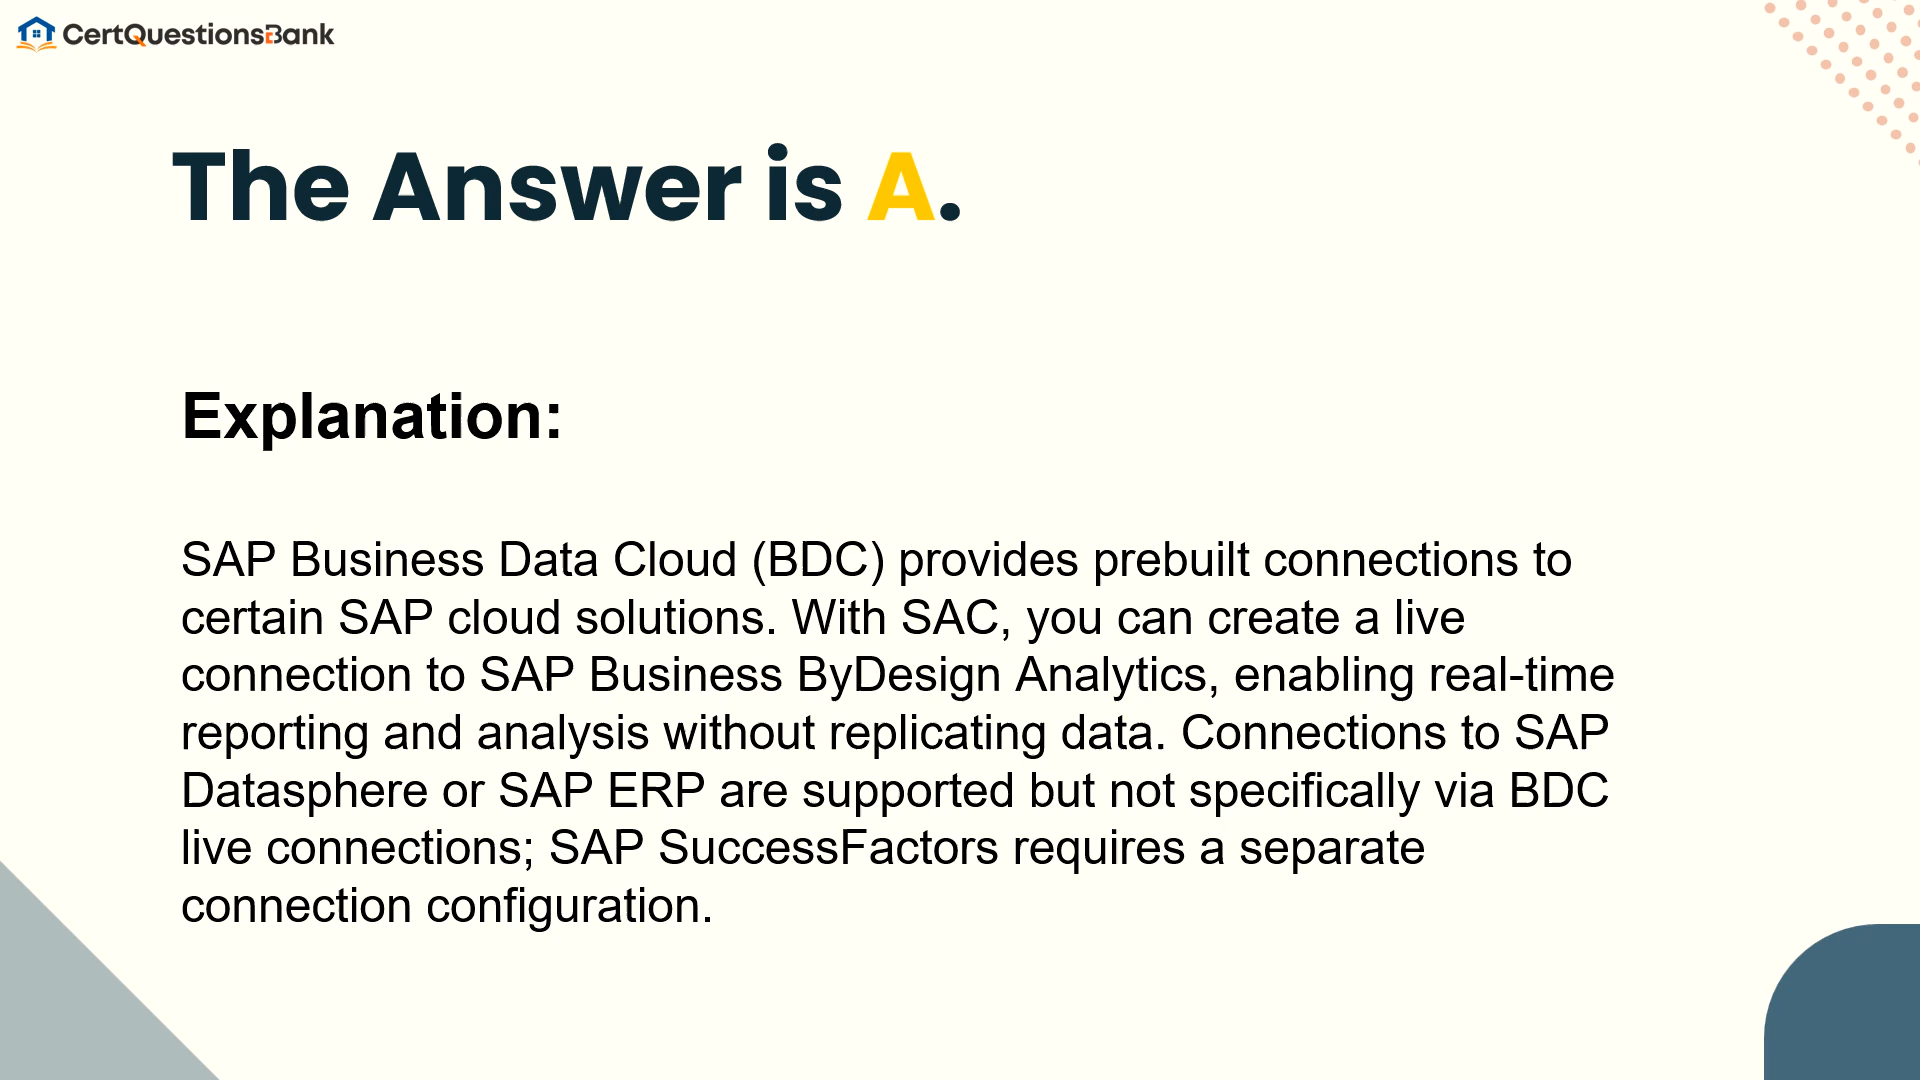 CertQuestionsBank
The Answer is A.
Explanation:
SAP Business Data Cloud (BDC) provides prebuilt connections to
certain SAP cloud solutions. With SAC, you can create a live
connection to SAP Business ByDesign Analytics, enabling real-time
reporting and analysis without replicating data. Connections to SAP
Datasphere or SAP ERP are supported but not specifically via BDC
live connections; SAP SuccessFactors requires a separate
connection configuration.